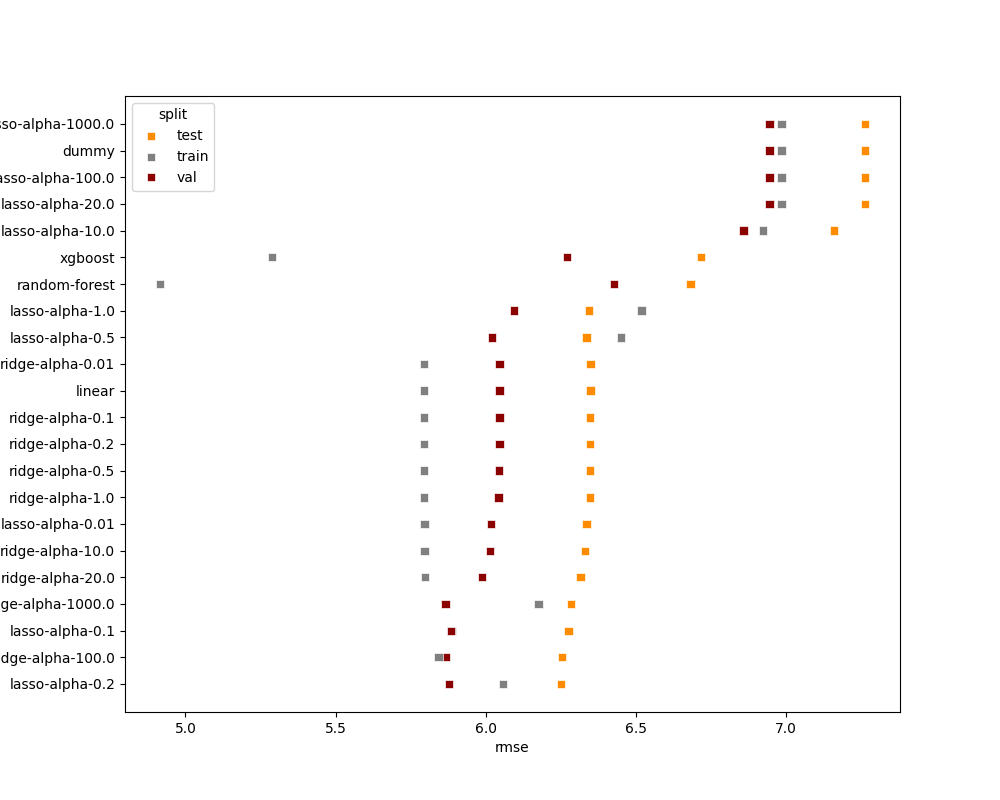 split
test
train
val
sso-alpha-1000.0
dummy
asso-alpha-100.0
lasso-alpha-20.0
lasso-alpha-10.0
xgboost
random-forest
lasso-alpha-1.0
lasso-alpha-0.5
ridge-alpha-0.01
linear
ridge-alpha-0.1
ridge-alpha-0.2
ridge-alpha-0.5
ridge-alpha-1.0
lasso-alpha-0.01
ridge-alpha-10.0
ridge-alpha-20.0
ge-alpha-1000.0
lasso-alpha-0.1
dge-alpha-100.0
lasso-alpha-0.2
5.0 5.5 6.0 6.5 7.0
rmse